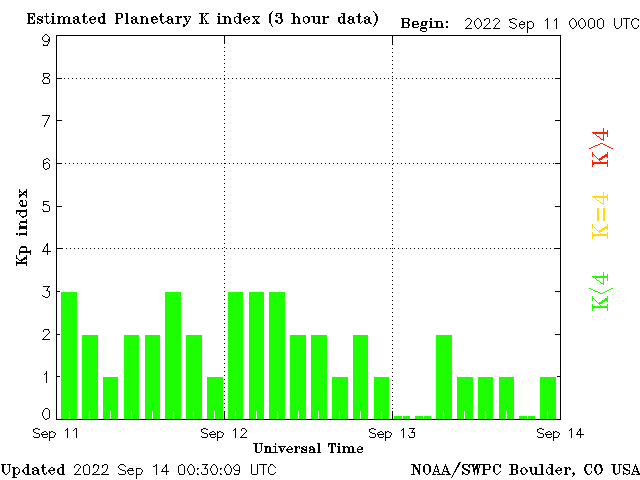 Estimated Planetary K index (3 hour data)
Begin: 2022 Sep 11 0000 UTC
9
8
7
6
5
4
3
2
1
0
Kp index
K>4
K=4
K<4
Sep 11
Sep 12
Sep 13
Sep 14
Universal Time
Updated 2022 Sep 14 00:30:09 UTC
NOAA/SWPC Boulder, CO USA